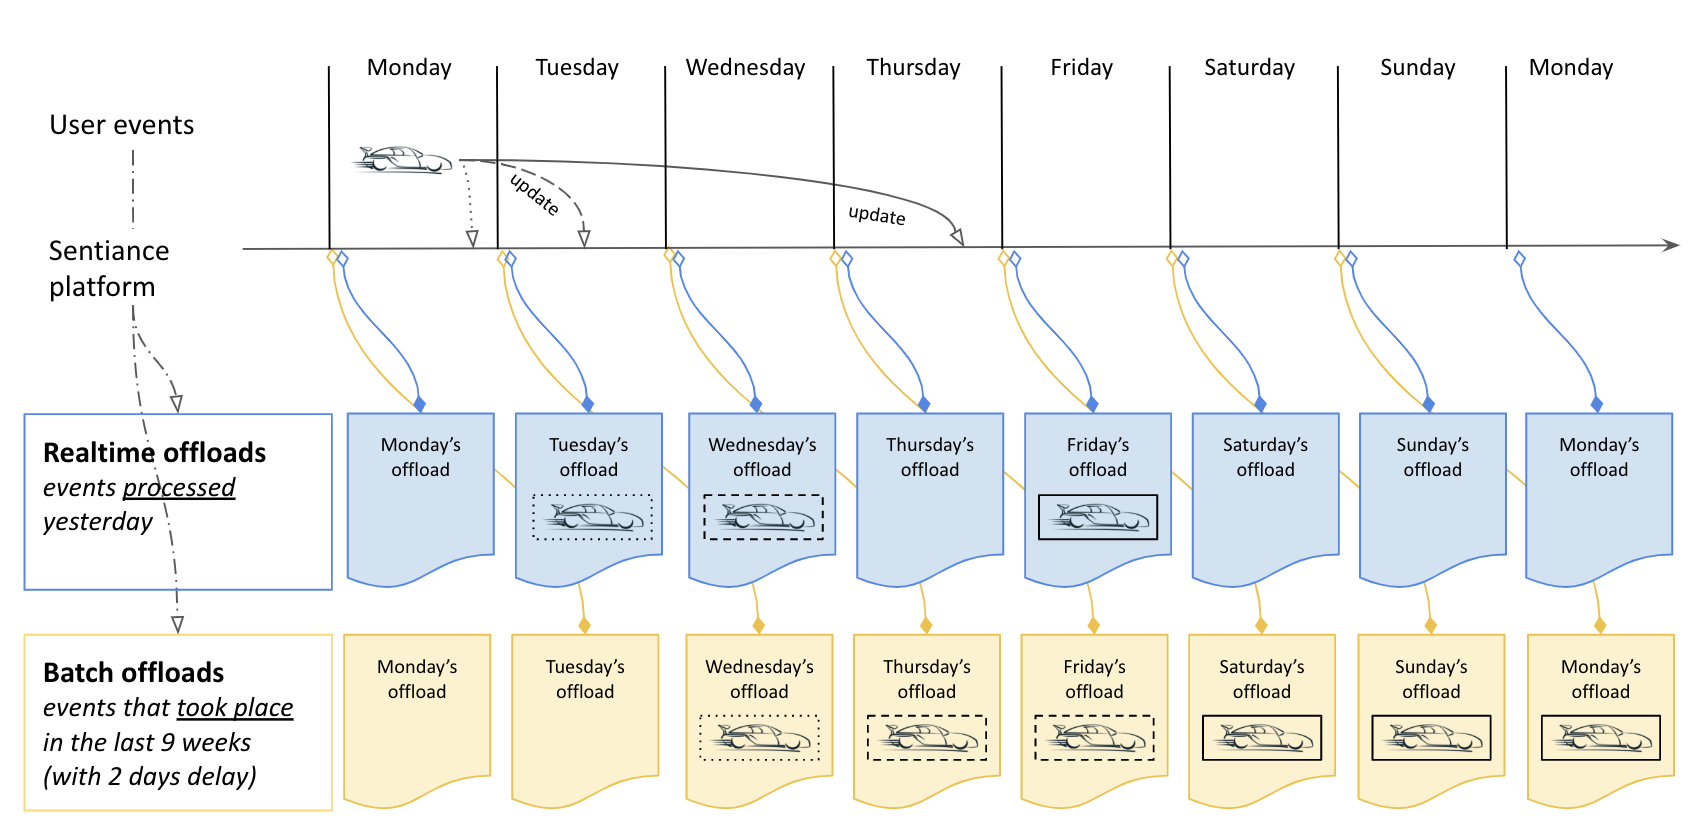 Monday
Tuesday
Wednesday
Thursday
Friday
Saturday
Sunday
Monday
User events
update
update
Sentiance
platform
Realtime offloads
events processed
yesterday
Monday's
offload
Tuesday's
offload
Wednesday's
offload
Thursday's
offload
Friday's
offload
Saturday's
offload
Sunday's
offload
Monday's
offload
Batch offloads
events that took place
in the last 9 weeks
(with 2 days delay)
Monday's
offload
Tuesday's
offload
Wednesday's
offload
Thursday's
offload
Friday's
offload
Saturday's
offload
Sunday's
offload
Monday's
offload